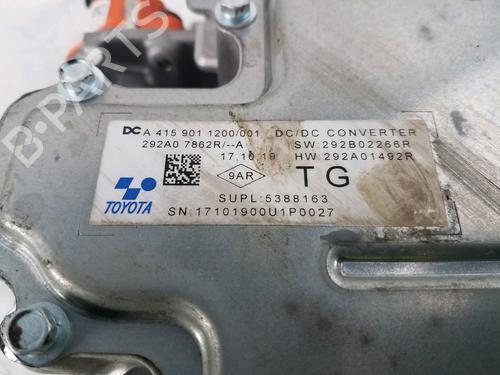 DC A 415 901 1200/001 DC/DC CONVERTER
292A0 7862R/--A SW:292B02266R
17.10.19 HW:292A01492R
9AR TG
TOYOTA
SUPL:5388163
SN:17101900U1P0027